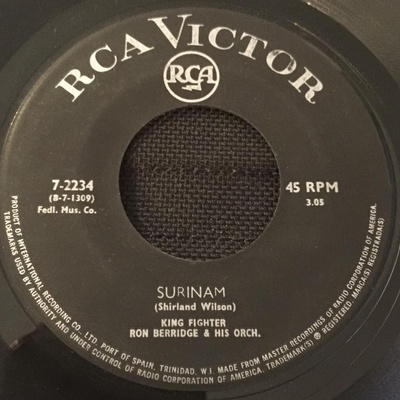 RCA VICTOR
RCA
7-2234
(B-7-1309)
Fedl. Mus. Co.
45 RPM
3.05
SURINAM
(Shirland Wilson)
KING FIGHTER
RON BERRIDGE & HIS ORCH.
PRODUCT OF INTERNATIONAL RECORDING CO. LTD. PORT OF SPAIN, TRINIDAD, W.I. MADE FROM MASTER RECORDINGS OF RADIO CORPORATION OF AMERICA.
TRADEMARKS USED BY AUTHORITY AND UNDER CONTROL OF RADIO CORPORATION OF AMERICA. TRADEMARK(S) ® REGISTERED. MARCA(S) REGISTRADA(S)